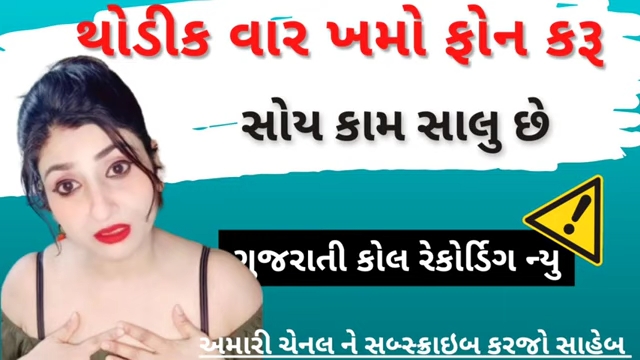 થોડીક વાર ખમો ફોન કરૂ
સોય કામ સાલુ છે
ગુજરાતી કોલ રેકોર્ડિગ ન્યુ
અમારી ચેનલ ને સબ્સ્ક્રાઇબ કરજો સાહેબ